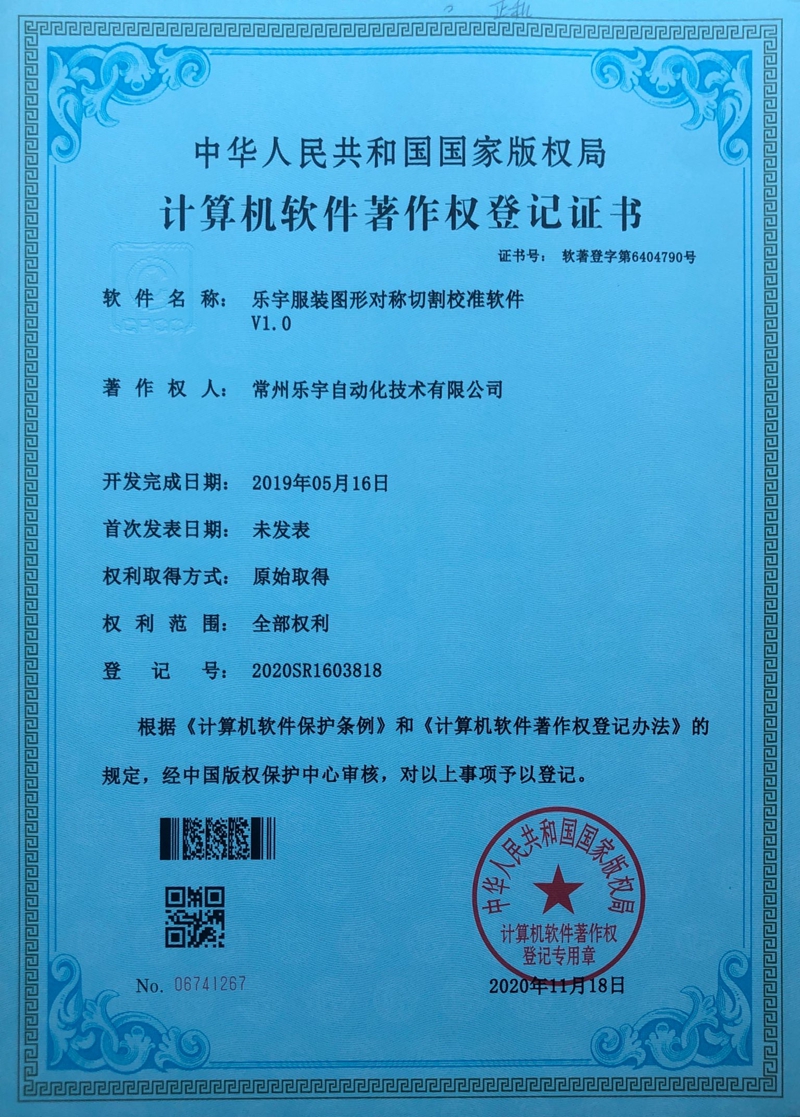 中华人民共和国国家版权局
计算机软件著作权登记证书
证书号： 软著登字第6404790号
软件名称： 乐宇服装图形对称切割校准软件
V1.0
著作权人： 常州乐宇自动化技术有限公司
开发完成日期： 2019年05月16日
首次发表日期： 未发表
权利取得方式： 原始取得
权利范围： 全部权利
登记号： 2020SR1603818
根据《计算机软件保护条例》和《计算机软件著作权登记办法》的
规定，经中国版权保护中心审核，对以上事项予以登记。
中华人民共和国国家版权局
计算机软件著作权
登记专用章
No. 06741267
2020年11月18日